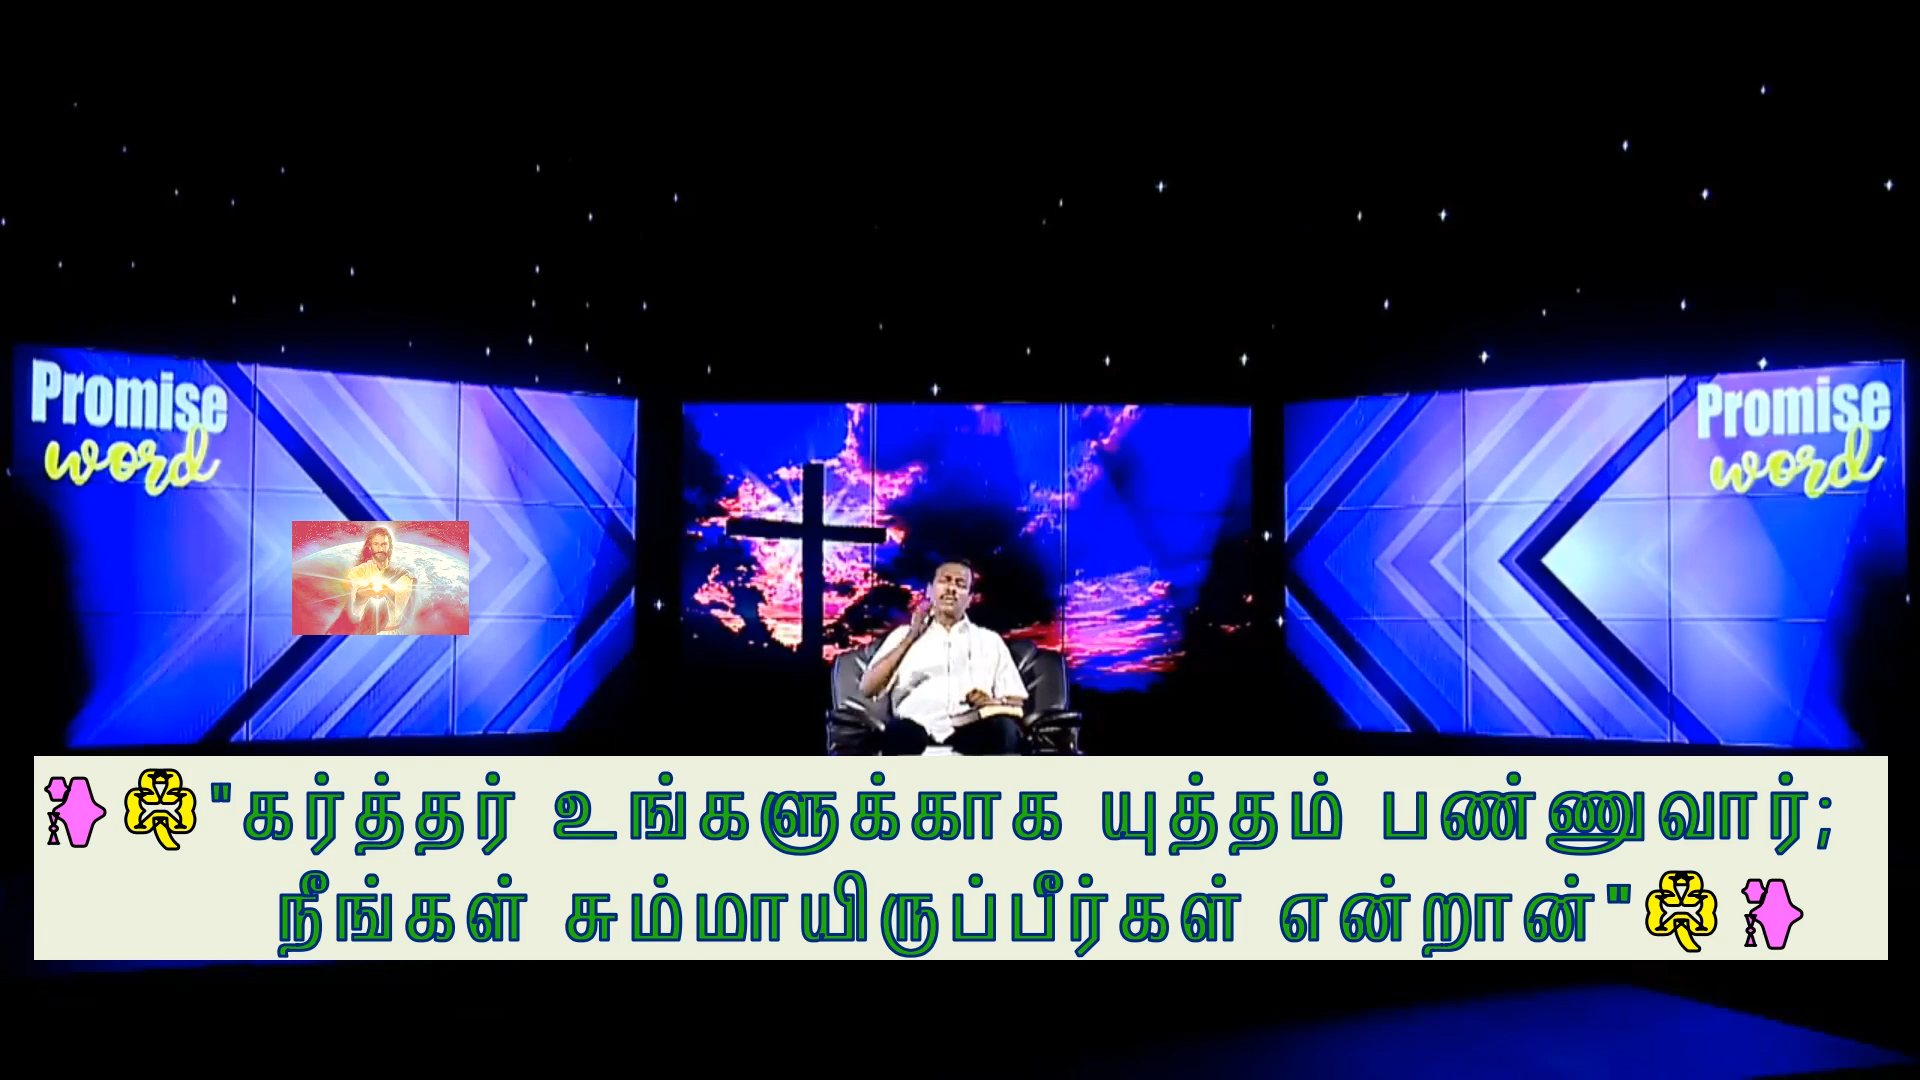 Promise
word
Promise
word
"கர்த்தர் உங்களுக்காக யுத்தம் பண்ணுவார்;
நீங்கள் சும்மாயிருப்பீர்கள் என்றான்"